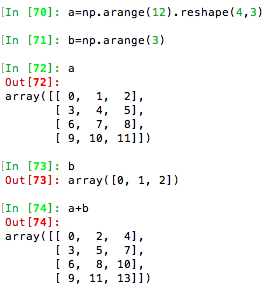 [In [70]: a=np.arange(12).reshape(4,3)
[In [71]: b=np.arange(3)
[In [72]: a
Out[72]:
array([[ 0,  1,  2],
       [ 3,  4,  5],
       [ 6,  7,  8],
       [ 9, 10, 11]])
[In [73]: b
Out[73]: array([0, 1, 2])
[In [74]: a+b
Out[74]:
array([[ 0,  2,  4],
       [ 3,  5,  7],
       [ 6,  8, 10],
       [ 9, 11, 13]])